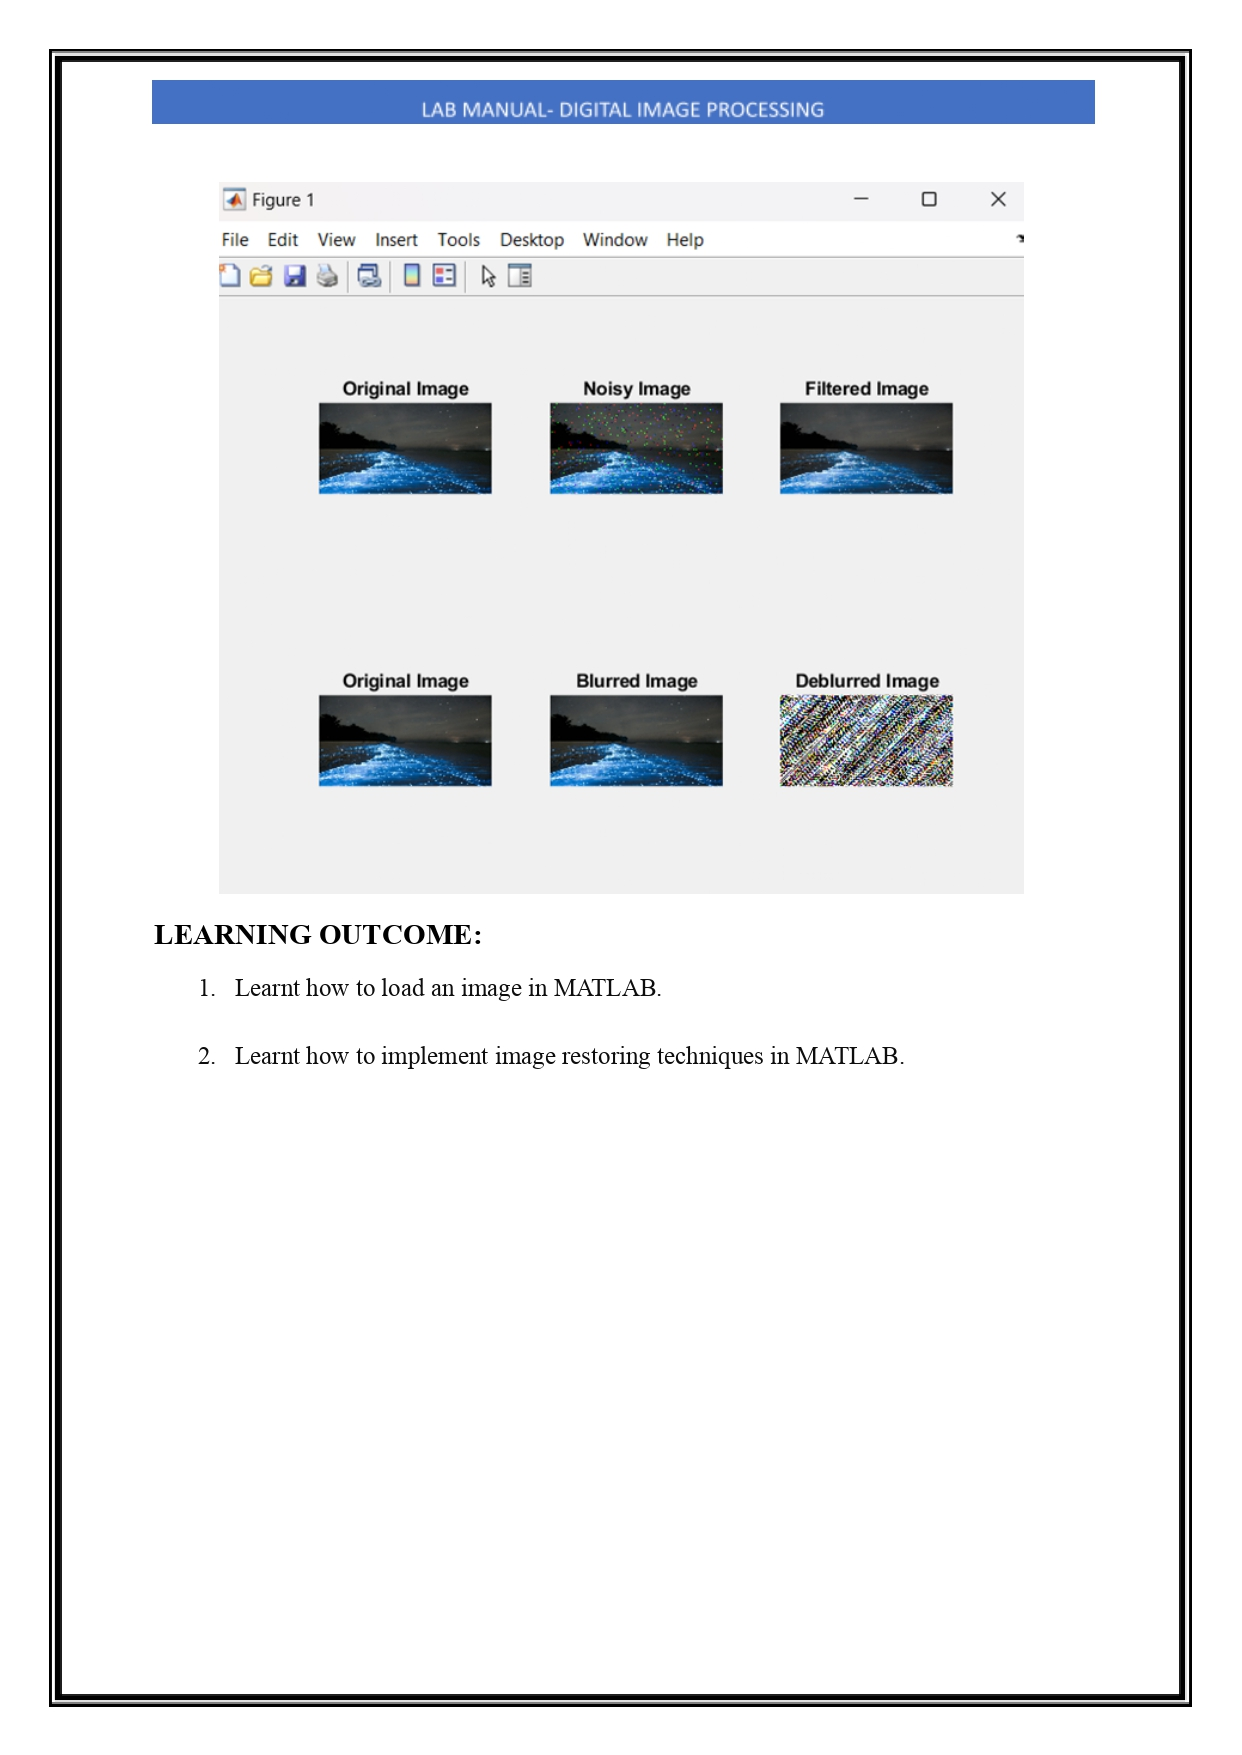 LAB MANUAL- DIGITAL IMAGE PROCESSING
Figure 1
File Edit View Insert Tools Desktop Window Help
Original Image Noisy Image Filtered Image
Original Image Blurred Image Deblurred Image
LEARNING OUTCOME:
1. Learnt how to load an image in MATLAB.
2. Learnt how to implement image restoring techniques in MATLAB.